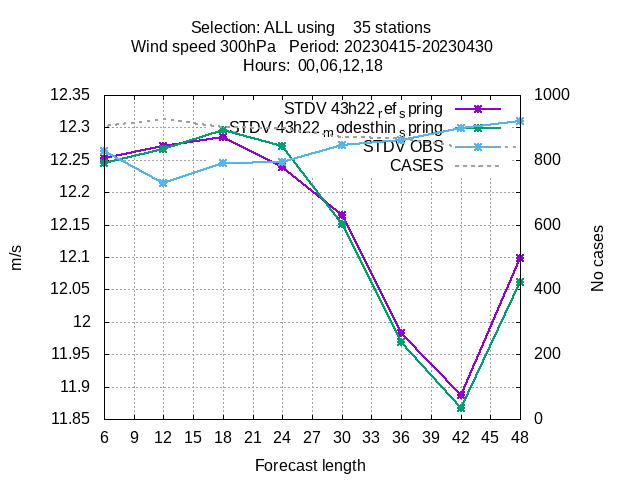 Selection: ALL using    35 stations
Wind speed 300hPa   Period: 20230415-20230430
Hours:  00,06,12,18
12.35
12.3
12.25
12.2
12.15
12.1
12.05
12
11.95
11.9
11.85
m/s
STDV 43h22_ref_spring
STDV 43h22_modesthin_spring
STDV OBS
CASES
1000
800
600
400
200
0
No cases
6 9 12 15 18 21 24 27 30 33 36 39 42 45 48
Forecast length